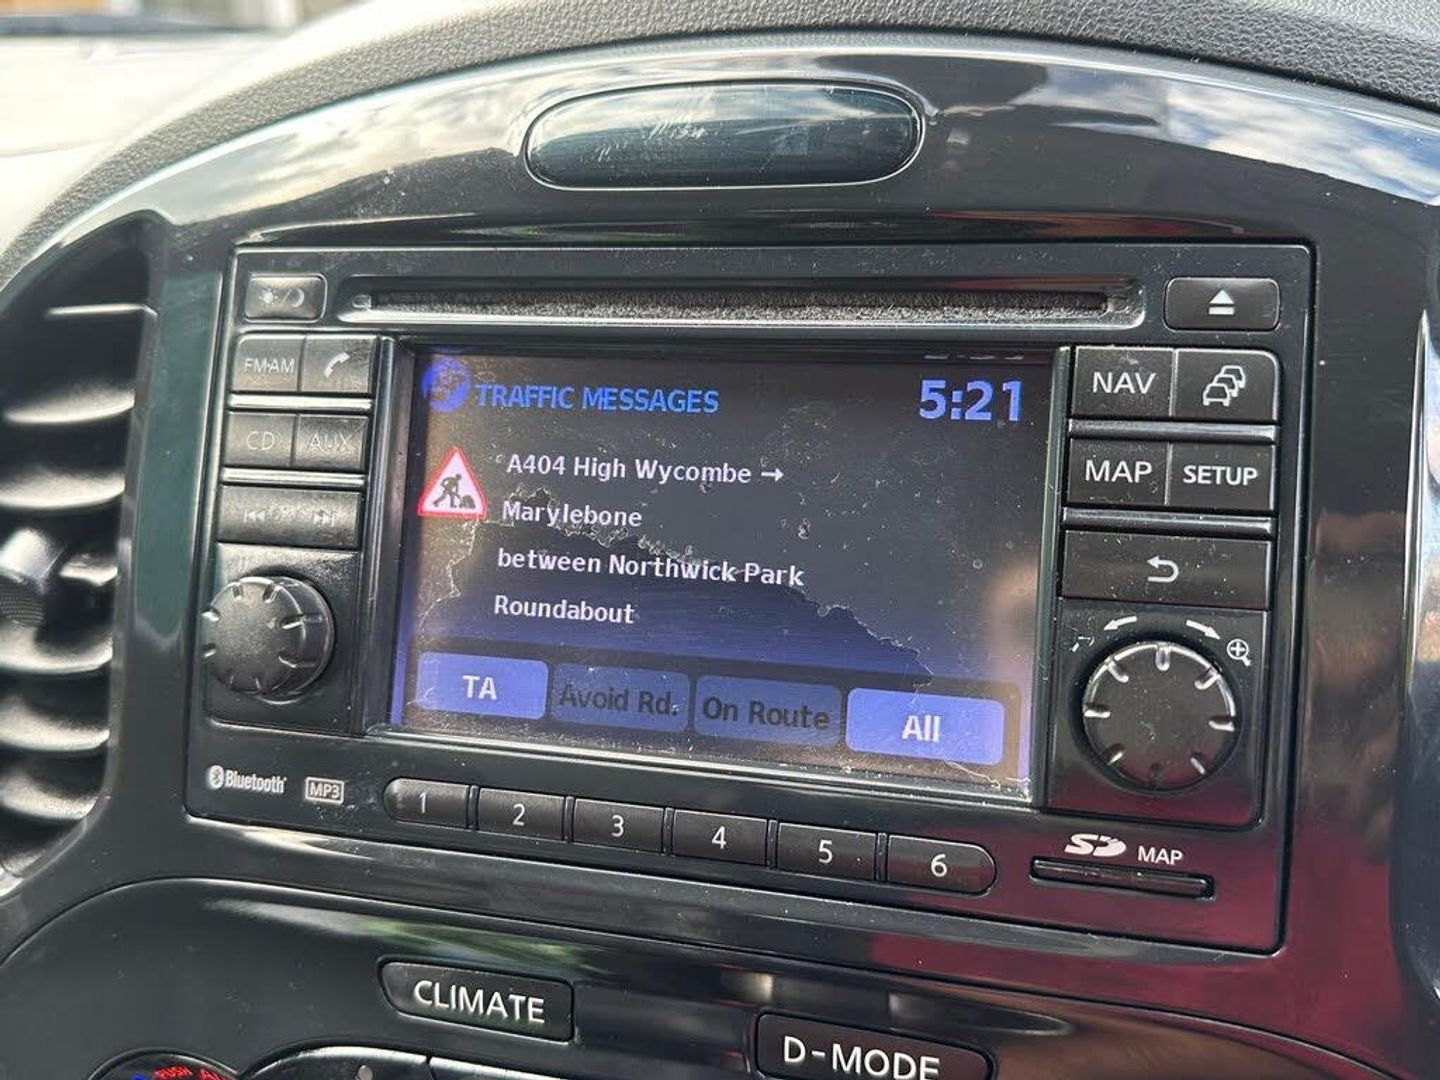 FM·AM
CD
AUX
TRAFFIC MESSAGES
5:21
A404 High Wycombe →
Marylebone
between Northwick Park
Roundabout
TA
Avoid Rd.
On Route
All
NAV
MAP
SETUP
Bluetooth
MP3
1
2
3
4
5
6
SD
MAP
CLIMATE
D-MODE
PUSH